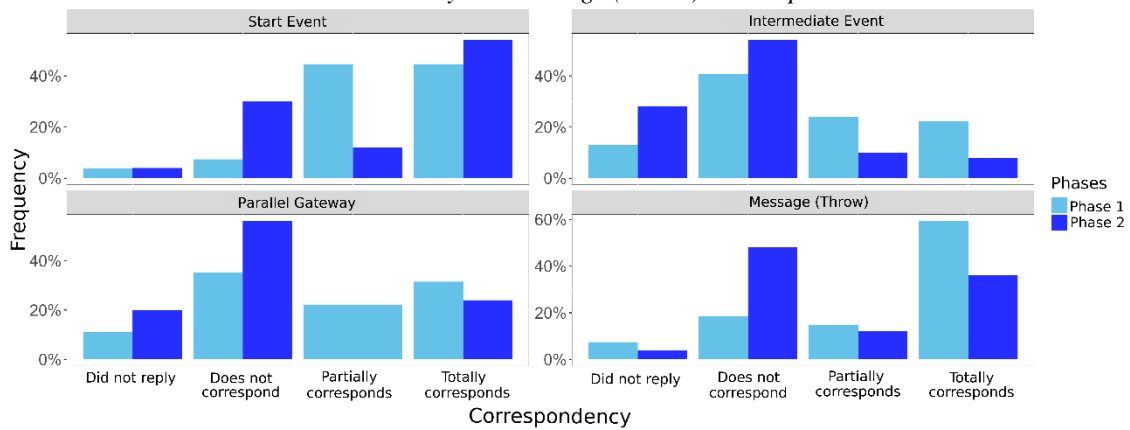 Start Event
Intermediate Event
40%
20%
0%
40%
20%
0%
Parallel Gateway
Message (Throw)
40%
20%
0%
60%
40%
20%
0%
Frequency
Did not reply
Does not
correspond
Partially
corresponds
Totally
corresponds
Did not reply
Does not
correspond
Partially
corresponds
Totally
corresponds
Correspondency
Phases
Phase 1
Phase 2